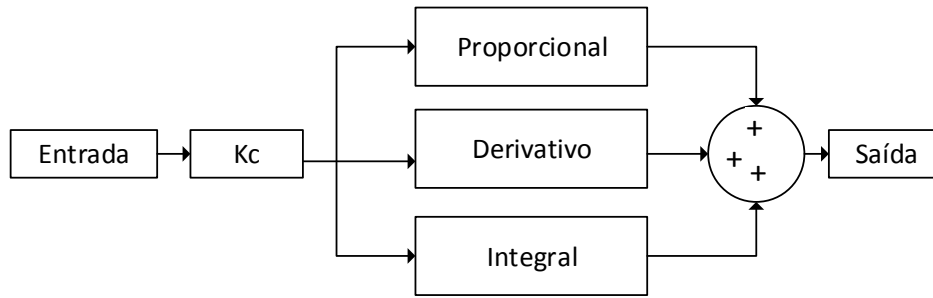 Proporcional
Entrada
Kc
Derivativo
+
+
+
Saída
Integral